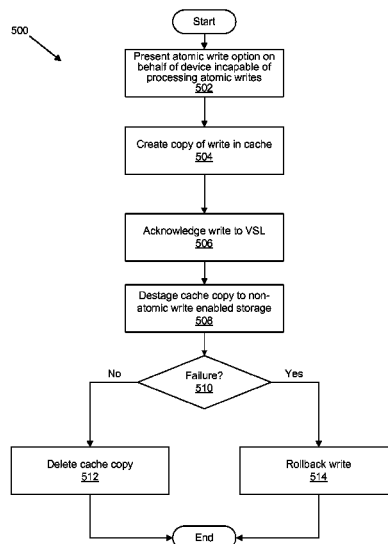 500
Start
Present atomic write option on
behalf of device incapable of
processing atomic writes
502
Create copy of write in cache
504
Acknowledge write to VSL
506
Destage cache copy to non-
atomic write enabled storage
508
Failure?
510
No
Yes
Delete cache copy
512
Rollback write
514
End